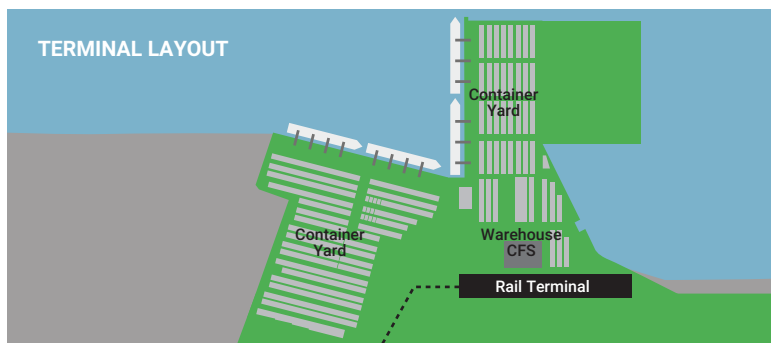 TERMINAL LAYOUT
Container
Yard
Container
Yard
Warehouse
CFS
Rail Terminal